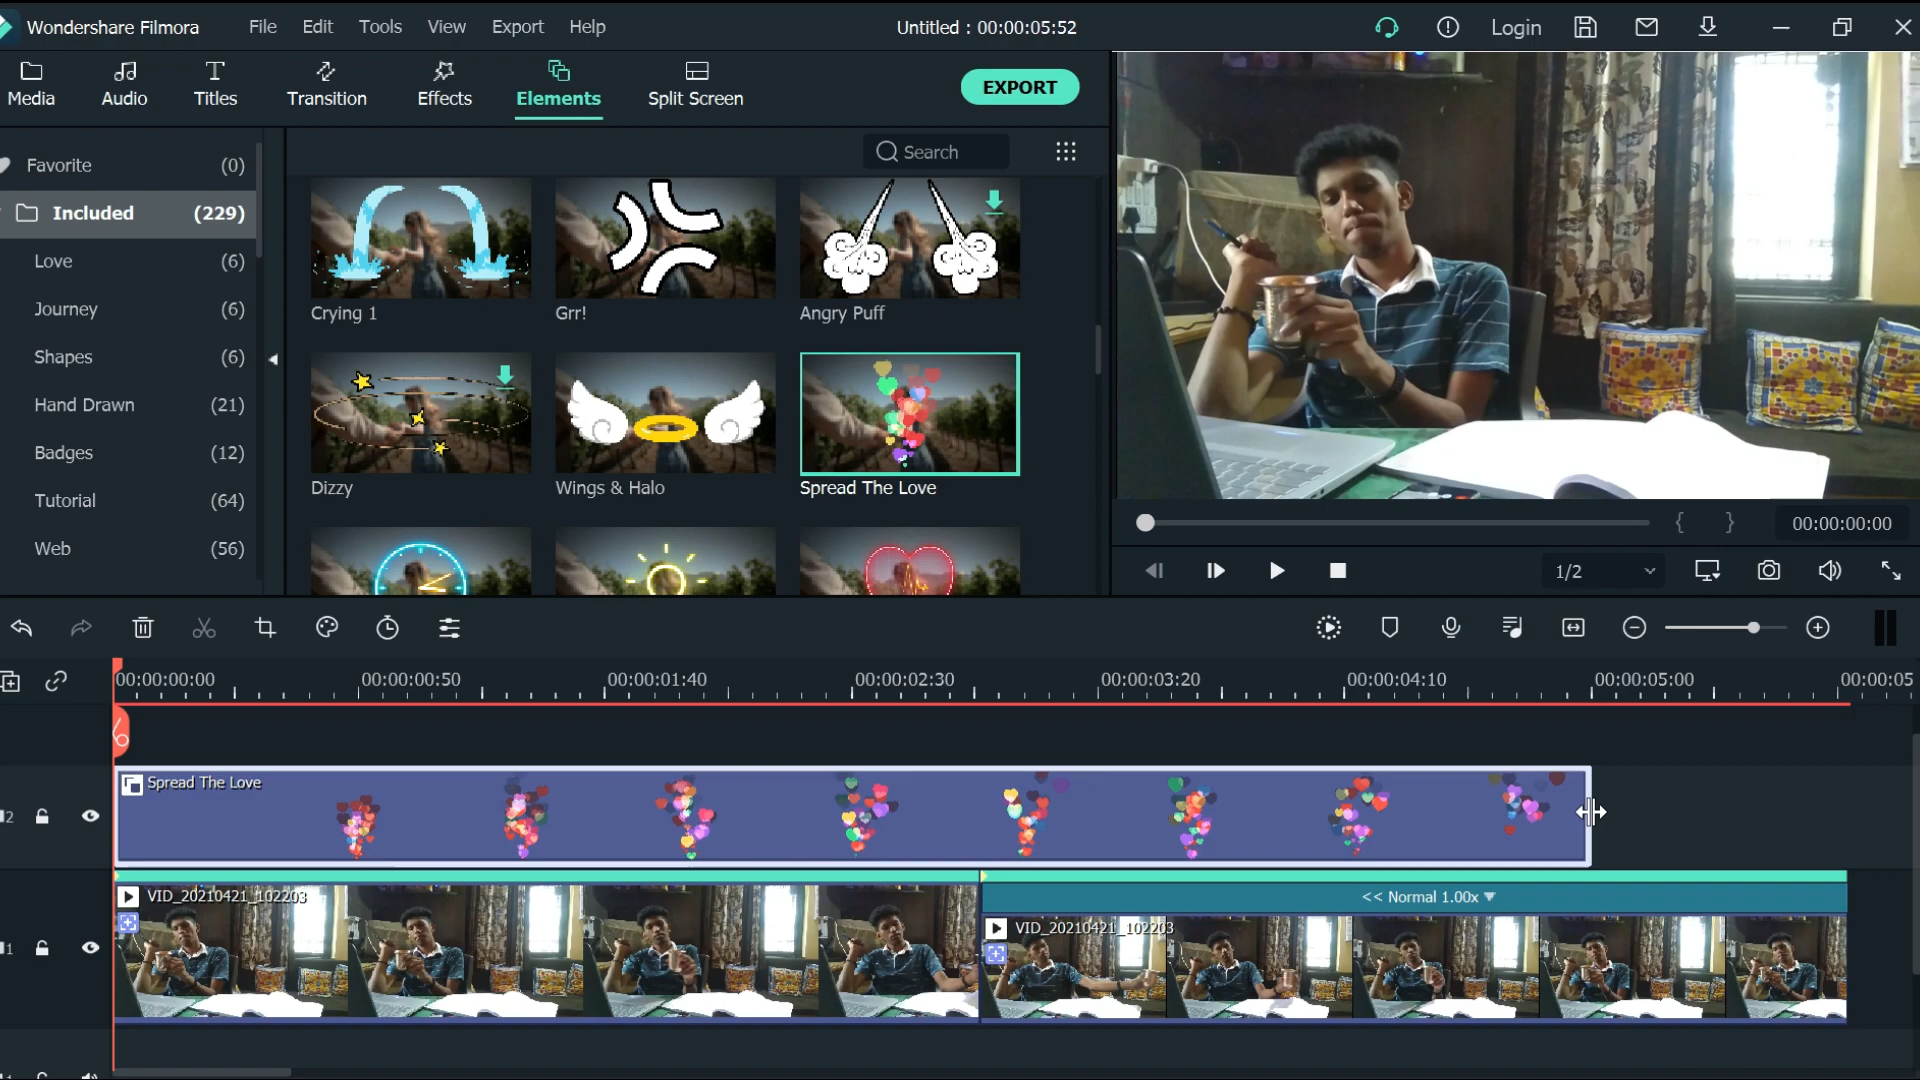 Wondershare Filmora File Edit Tools View Export Help Untitled : 00:00:05:52 Login
Media Audio Titles Transition Effects Elements Split Screen EXPORT
Favorite (0)
Included (229)
Love (6)
Journey (6)
Shapes (6)
Hand Drawn (21)
Badges (12)
Tutorial (64)
Web (56)
Search
Crying 1 Grr! Angry Puff
Dizzy Wings & Halo Spread The Love
{ } 00:00:00:00
1/2
00:00:00:00 00:00:00:50 00:00:01:40 00:00:02:30 00:00:03:20 00:00:04:10 00:00:05:00 00:00:05
2 Spread The Love
1 VID_20210421_102203
<< Normal 1.00x
VID_20210421_102203